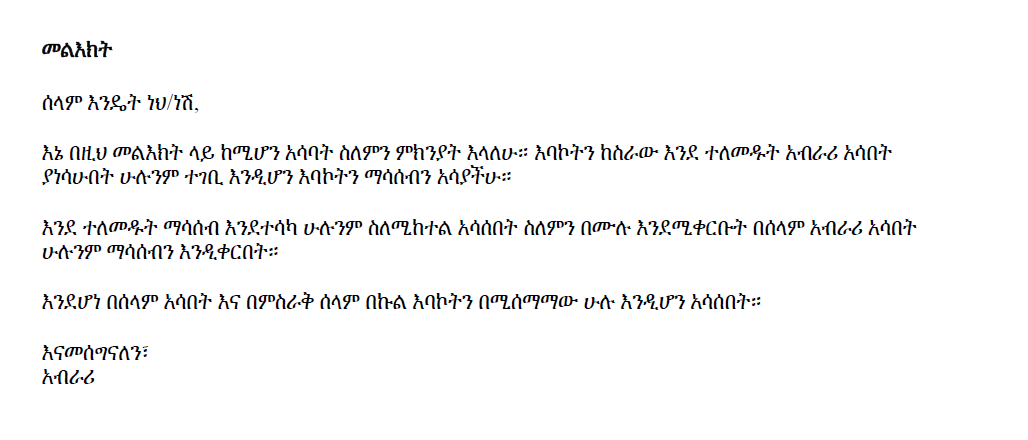 መልእክት
ሰላም እንዴት ነህ/ነሽ,
እኔ በዚህ መልእክት ላይ ከሚሆን አሳባት ስለምን ምክንያት እላለሁ። እባኮትን ከስራው እንደ ተለመዱት አብራሪ አሳበት
ያነሳሁበት ሁሉንም ተገቢ እንዲሆን እባኮትን ማሳሰብን አሳያችሁ።
እንደ ተለመዱት ማሳሰብ እንደተሳካ ሁሉንም ስለሚከተል አሳሰበት ስለምን በሙሉ እንደሚቀርቡት በሰላም አብራሪ አሳበት
ሁሉንም ማሳሰብን እንዲቀርበት።
እንደሆነ በሰላም አሳበት እና በምስራቅ ሰላም በኩል እባኮትን በሚሰማማው ሁሉ እንዲሆን አሳሰበት።
እናመሰግናለን፣
አብራሪ